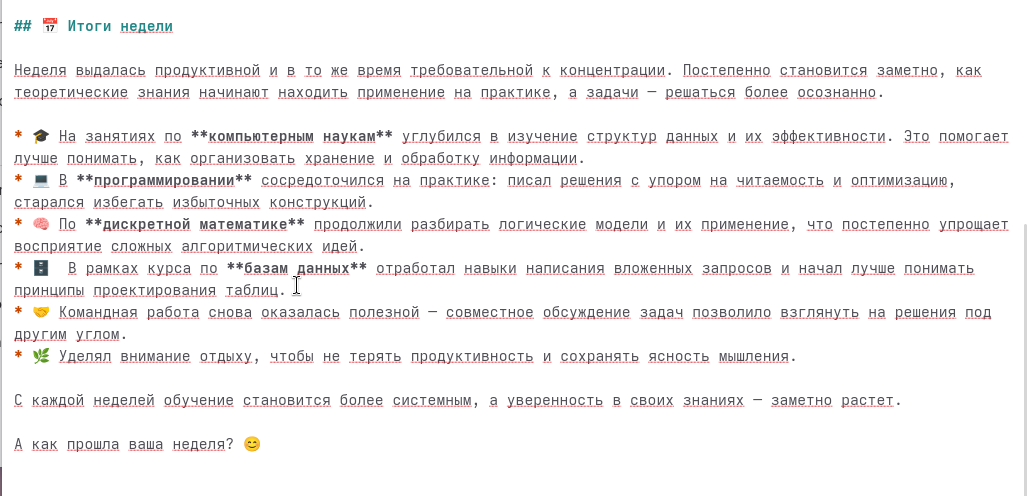 ## 📅 Итоги недели
Неделя выдалась продуктивной и в то же время требовательной к концентрации. Постепенно становится заметно, как
теоретические знания начинают находить применение на практике, а задачи — решаться более осознанно.
* 🎓 На занятиях по **компьютерным наукам** углубился в изучение структур данных и их эффективности. Это помогает
лучше понимать, как организовать хранение и обработку информации.
* 💻 В **программировании** сосредоточился на практике: писал решения с упором на читаемость и оптимизацию,
старался избегать избыточных конструкций.
* 🧠 По **дискретной математике** продолжили разбирать логические модели и их применение, что постепенно упрощает
восприятие сложных алгоритмических идей.
* 🗄️ В рамках курса по **базам данных** отработал навыки написания вложенных запросов и начал лучше понимать
принципы проектирования таблиц.
* 🤝 Командная работа снова оказалась полезной — совместное обсуждение задач позволило взглянуть на решения под
другим углом.
* 🌿 Уделял внимание отдыху, чтобы не терять продуктивность и сохранять ясность мышления.
С каждой неделей обучение становится более системным, а уверенность в своих знаниях — заметно растет.
А как прошла ваша неделя? 😊